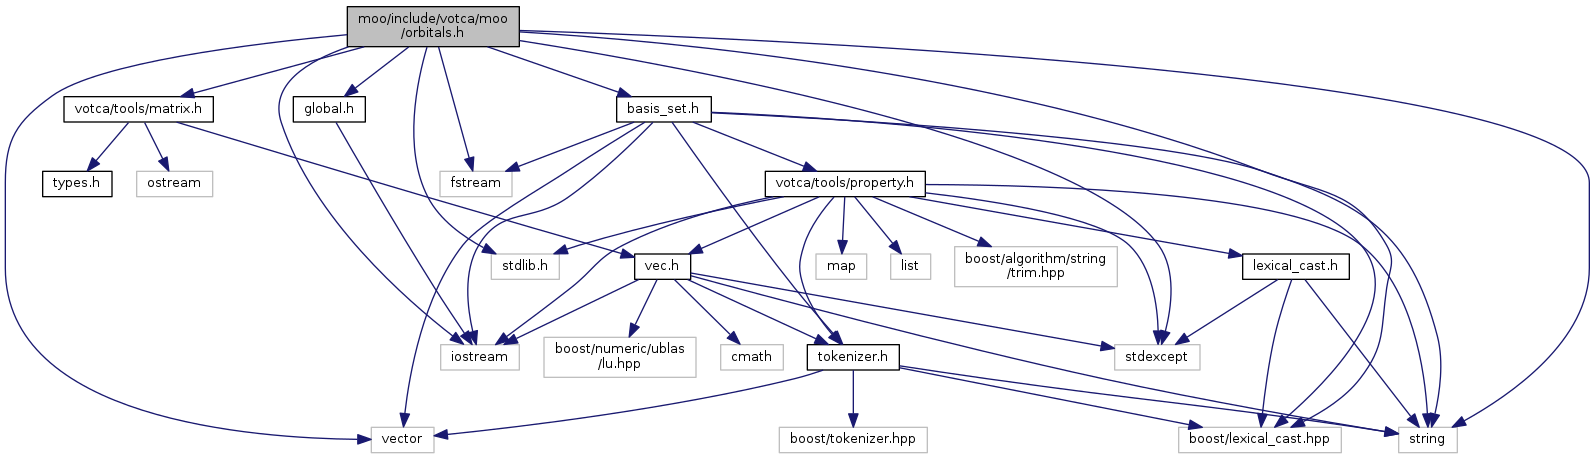 moo/include/votca/moo
/orbitals.h
votca/tools/matrix.h
global.h
basis_set.h
types.h
ostream
fstream
votca/tools/property.h
stdlib.h
vec.h
map
list
boost/algorithm/string
/trim.hpp
lexical_cast.h
iostream
boost/numeric/ublas
/lu.hpp
cmath
tokenizer.h
stdexcept
vector
boost/tokenizer.hpp
boost/lexical_cast.hpp
string